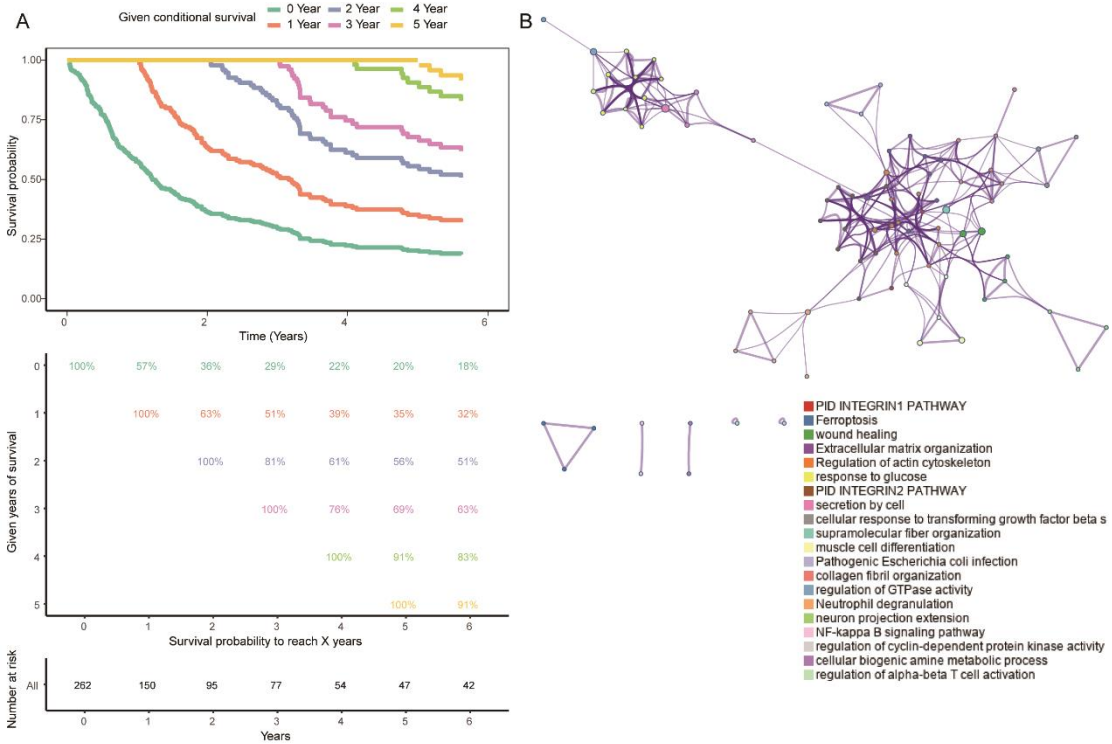 A
Given conditional survival
0 Year
2 Year
4 Year
1 Year
3 Year
5 Year
Survival probability
1.00
0.75
0.50
0.25
0.00
0 2 4 6
Time (Years)
Given years of survival
0 100% 57% 36% 29% 22% 20% 18%
1 100% 63% 51% 39% 35% 32%
2 100% 81% 61% 56% 51%
3 100% 76% 69% 63%
4 100% 91% 83%
5 100% 91%
0 1 2 3 4 5 6
Survival probability to reach X years
Number at risk
All 262 150 95 77 54 47 42
0 1 2 3 4 5 6
Years
B
PID INTEGRIN1 PATHWAY
Ferroptosis
wound healing
Extracellular matrix organization
Regulation of actin cytoskeleton
response to glucose
PID INTEGRIN2 PATHWAY
secretion by cell
cellular response to transforming growth factor beta s
supramolecular fiber organization
muscle cell differentiation
Pathogenic Escherichia coli infection
collagen fibril organization
regulation of GTPase activity
Neutrophil degranulation
neuron projection extension
NF-kappa B signaling pathway
regulation of cyclin-dependent protein kinase activity
cellular biogenic amine metabolic process
regulation of alpha-beta T cell activation